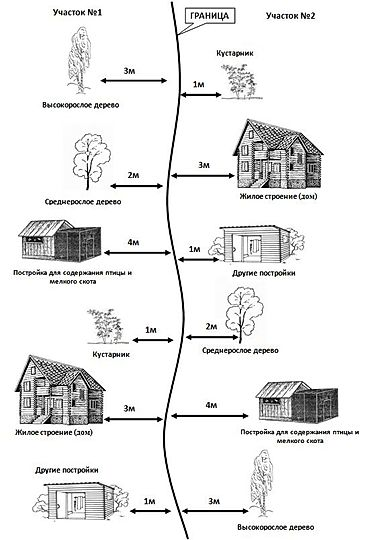 Участок №1
ГРАНИЦА
Участок №2
3м
Высокорослое дерево
Кустарник
1м
3м
Жилое строение (дом)
2м
Среднерослое дерево
4м
Постройка для содержания птицы и
мелкого скота
1м
Другие постройки
1м
Кустарник
2м
Среднерослое дерево
3м
Жилое строение (дом)
4м
Постройка для содержания птицы и
мелкого скота
Другие постройки
1м
3м
Высокорослое дерево